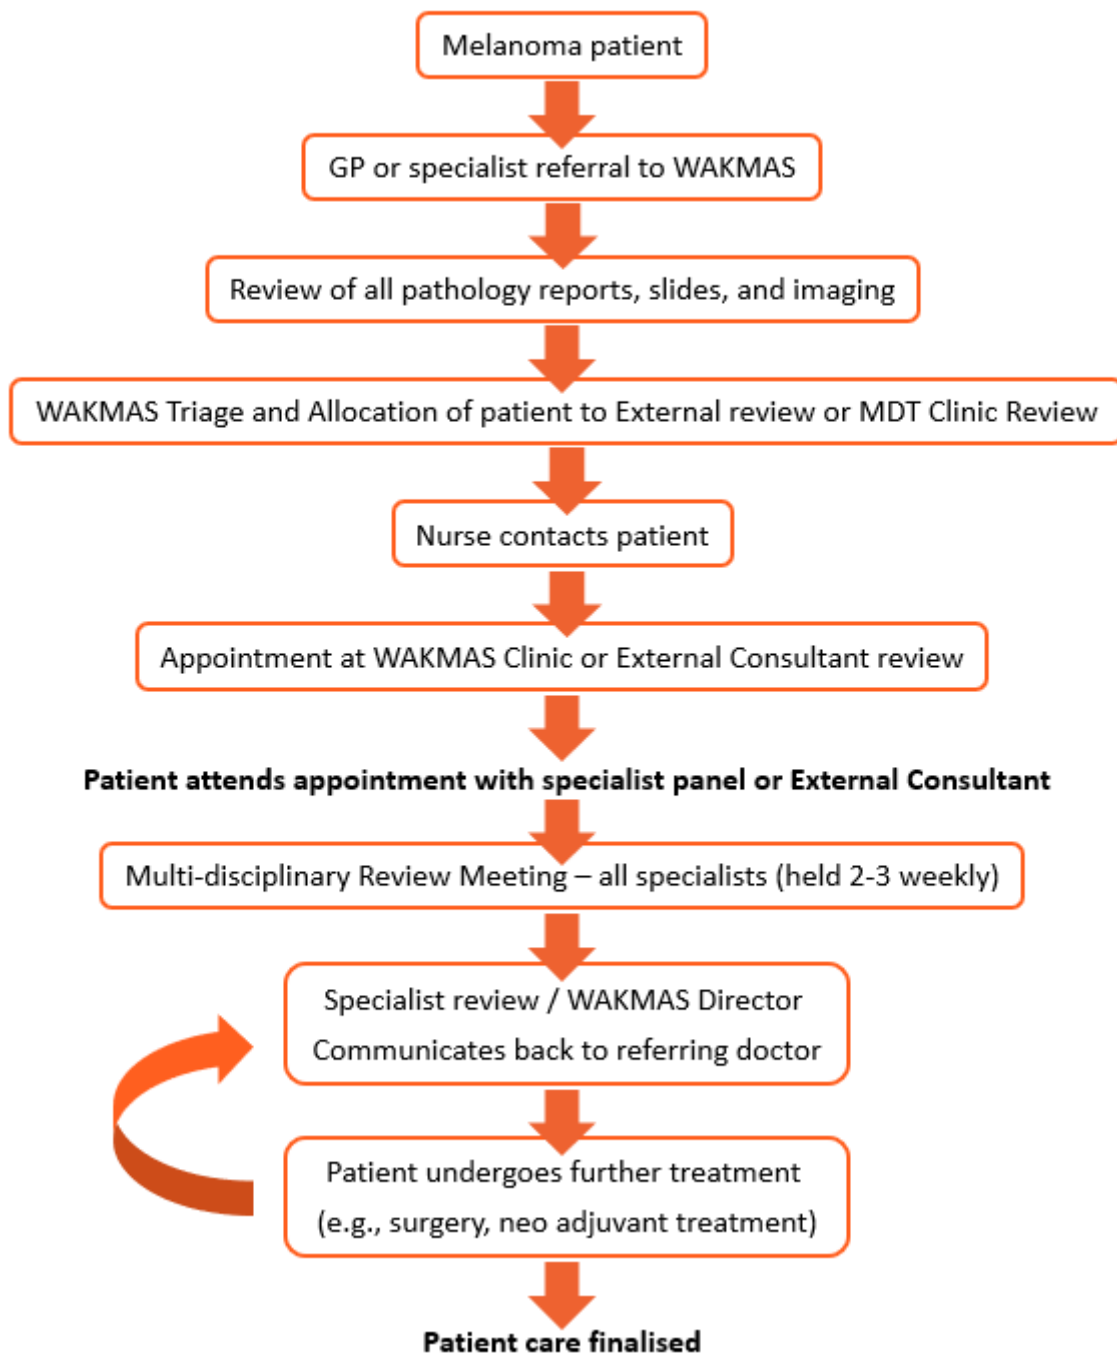 Melanoma patient
GP or specialist referral to WAKMAS
Review of all pathology reports, slides, and imaging
WAKMAS Triage and Allocation of patient to External review or MDT Clinic Review
Nurse contacts patient
Appointment at WAKMAS Clinic or External Consultant review
Patient attends appointment with specialist panel or External Consultant
Multi-disciplinary Review Meeting – all specialists (held 2-3 weekly)
Specialist review / WAKMAS Director
Communicates back to referring doctor
Patient undergoes further treatment
(e.g., surgery, neo adjuvant treatment)
Patient care finalised